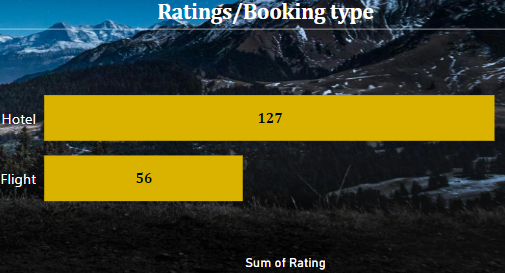 Ratings/Booking type
Hotel 127
Flight 56
Sum of Rating